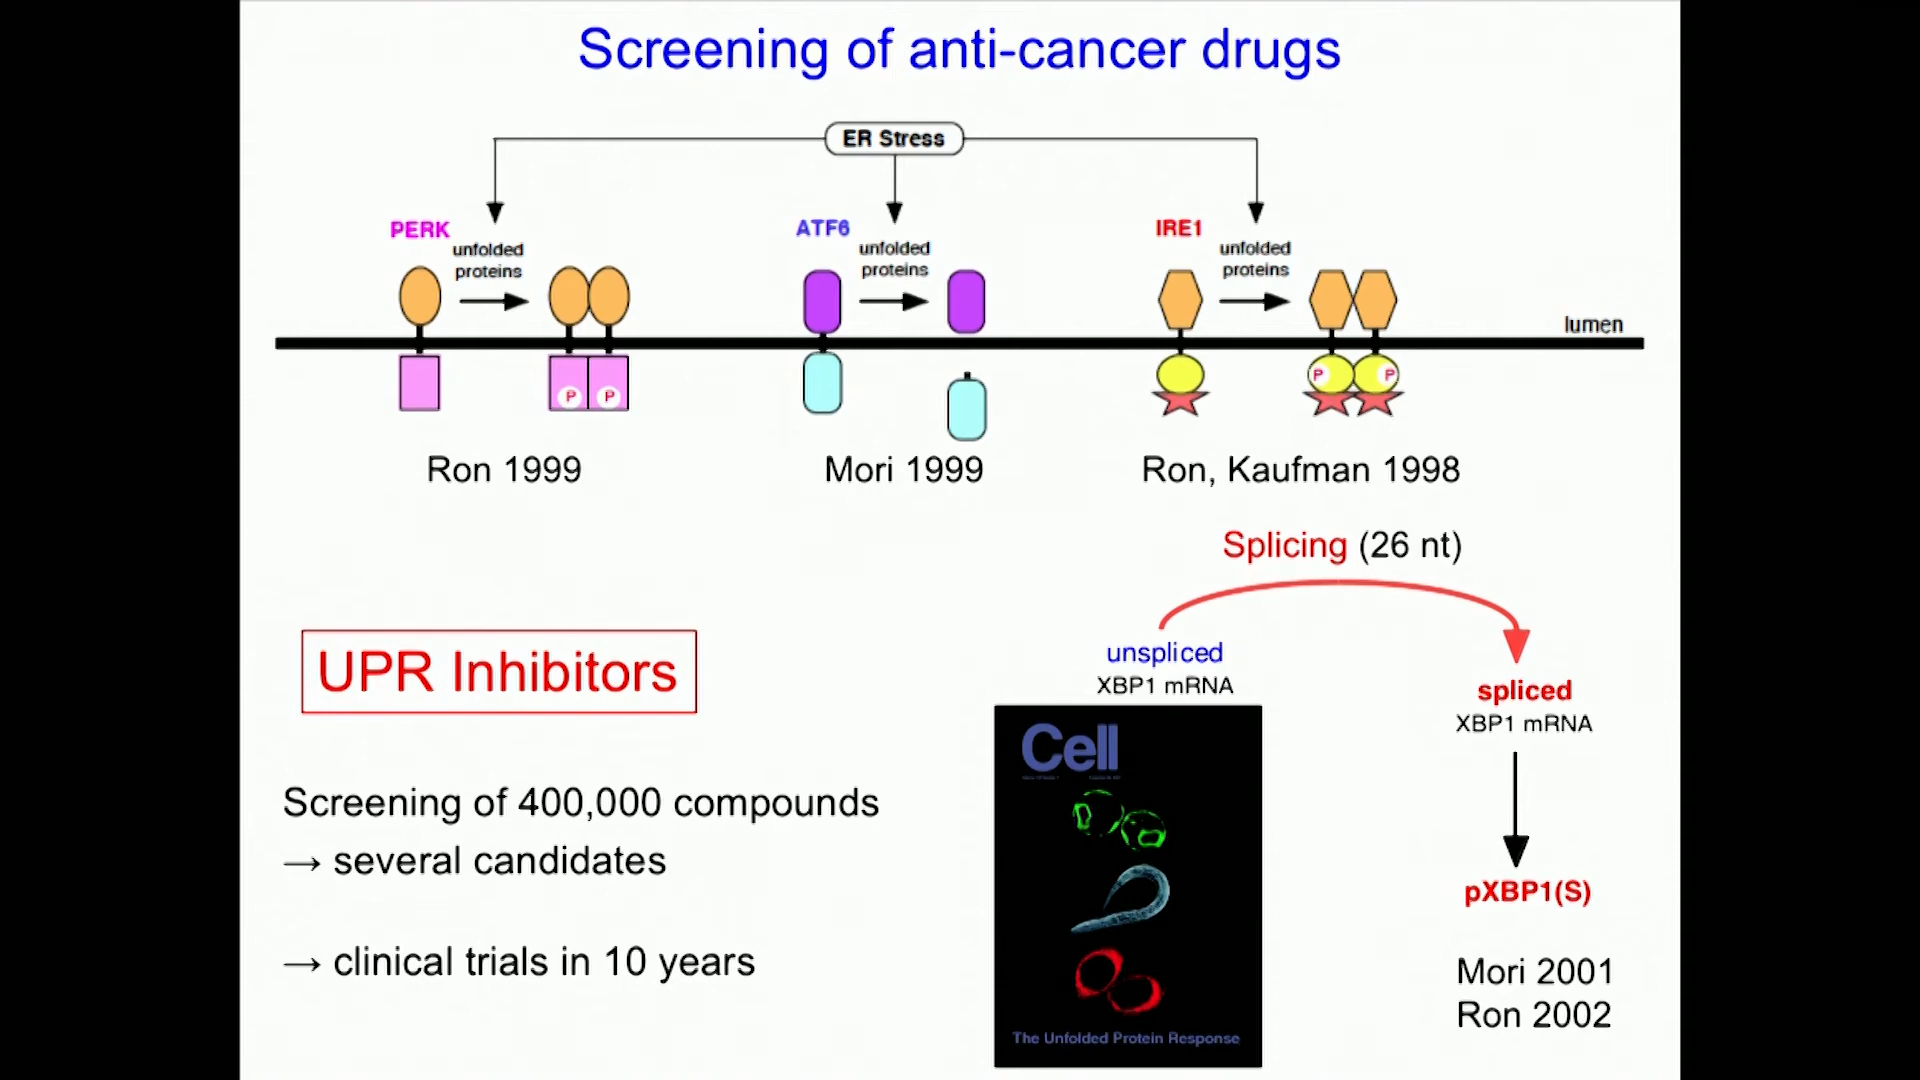 Screening of anti-cancer drugs
ER Stress
PERK
unfolded
proteins
ATF6
unfolded
proteins
IRE1
unfolded
proteins
lumen
P P
P P
Ron 1999
Mori 1999
Ron, Kaufman 1998
Splicing (26 nt)
unspliced
XBP1 mRNA
spliced
XBP1 mRNA
pXBP1(S)
Mori 2001
Ron 2002
UPR Inhibitors
Screening of 400,000 compounds
→ several candidates
→ clinical trials in 10 years
Cell
The Unfolded Protein Response